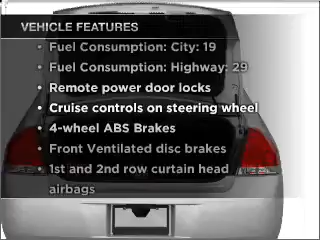 VEHICLE FEATURES
• Fuel Consumption: City: 19
• Fuel Consumption: Highway: 29
• Remote power door locks
• Cruise controls on steering wheel
• 4-wheel ABS Brakes
• Front Ventilated disc brakes
• 1st and 2nd row curtain head
airbags